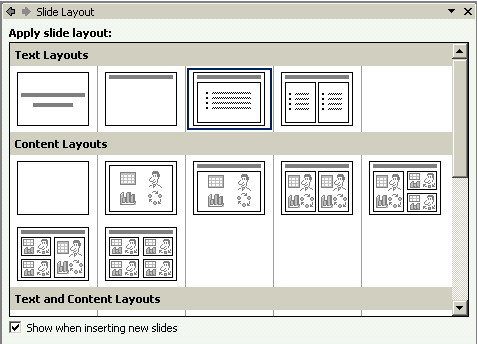 Slide Layout
Apply slide layout:
Text Layouts
Content Layouts
Text and Content Layouts
Show when inserting new slides